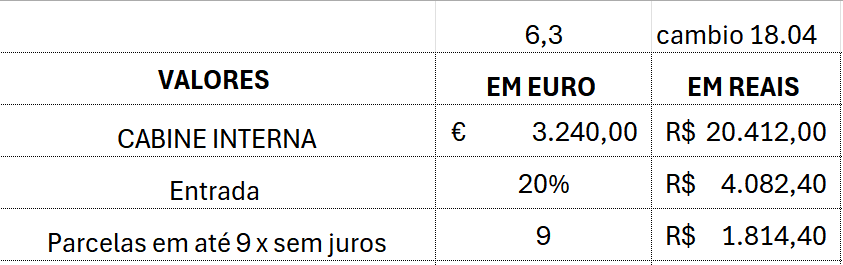 6,3 cambio 18.04
VALORES EM EURO EM REAIS
CABINE INTERNA € 3.240,00 R$ 20.412,00
Entrada 20% R$ 4.082,40
Parcelas em até 9 x sem juros 9 R$ 1.814,40